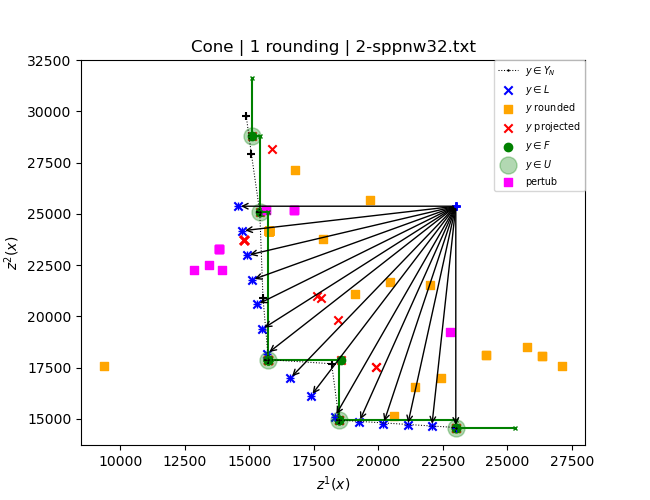 Cone | 1 rounding | 2-sppnw32.txt
32500
30000
27500
25000
22500
20000
17500
15000
z²(x)
y ∈ Y_N
y ∈ L
y rounded
y projected
y ∈ F
y ∈ U
pertub
10000 12500 15000 17500 20000 22500 25000 27500
z¹(x)